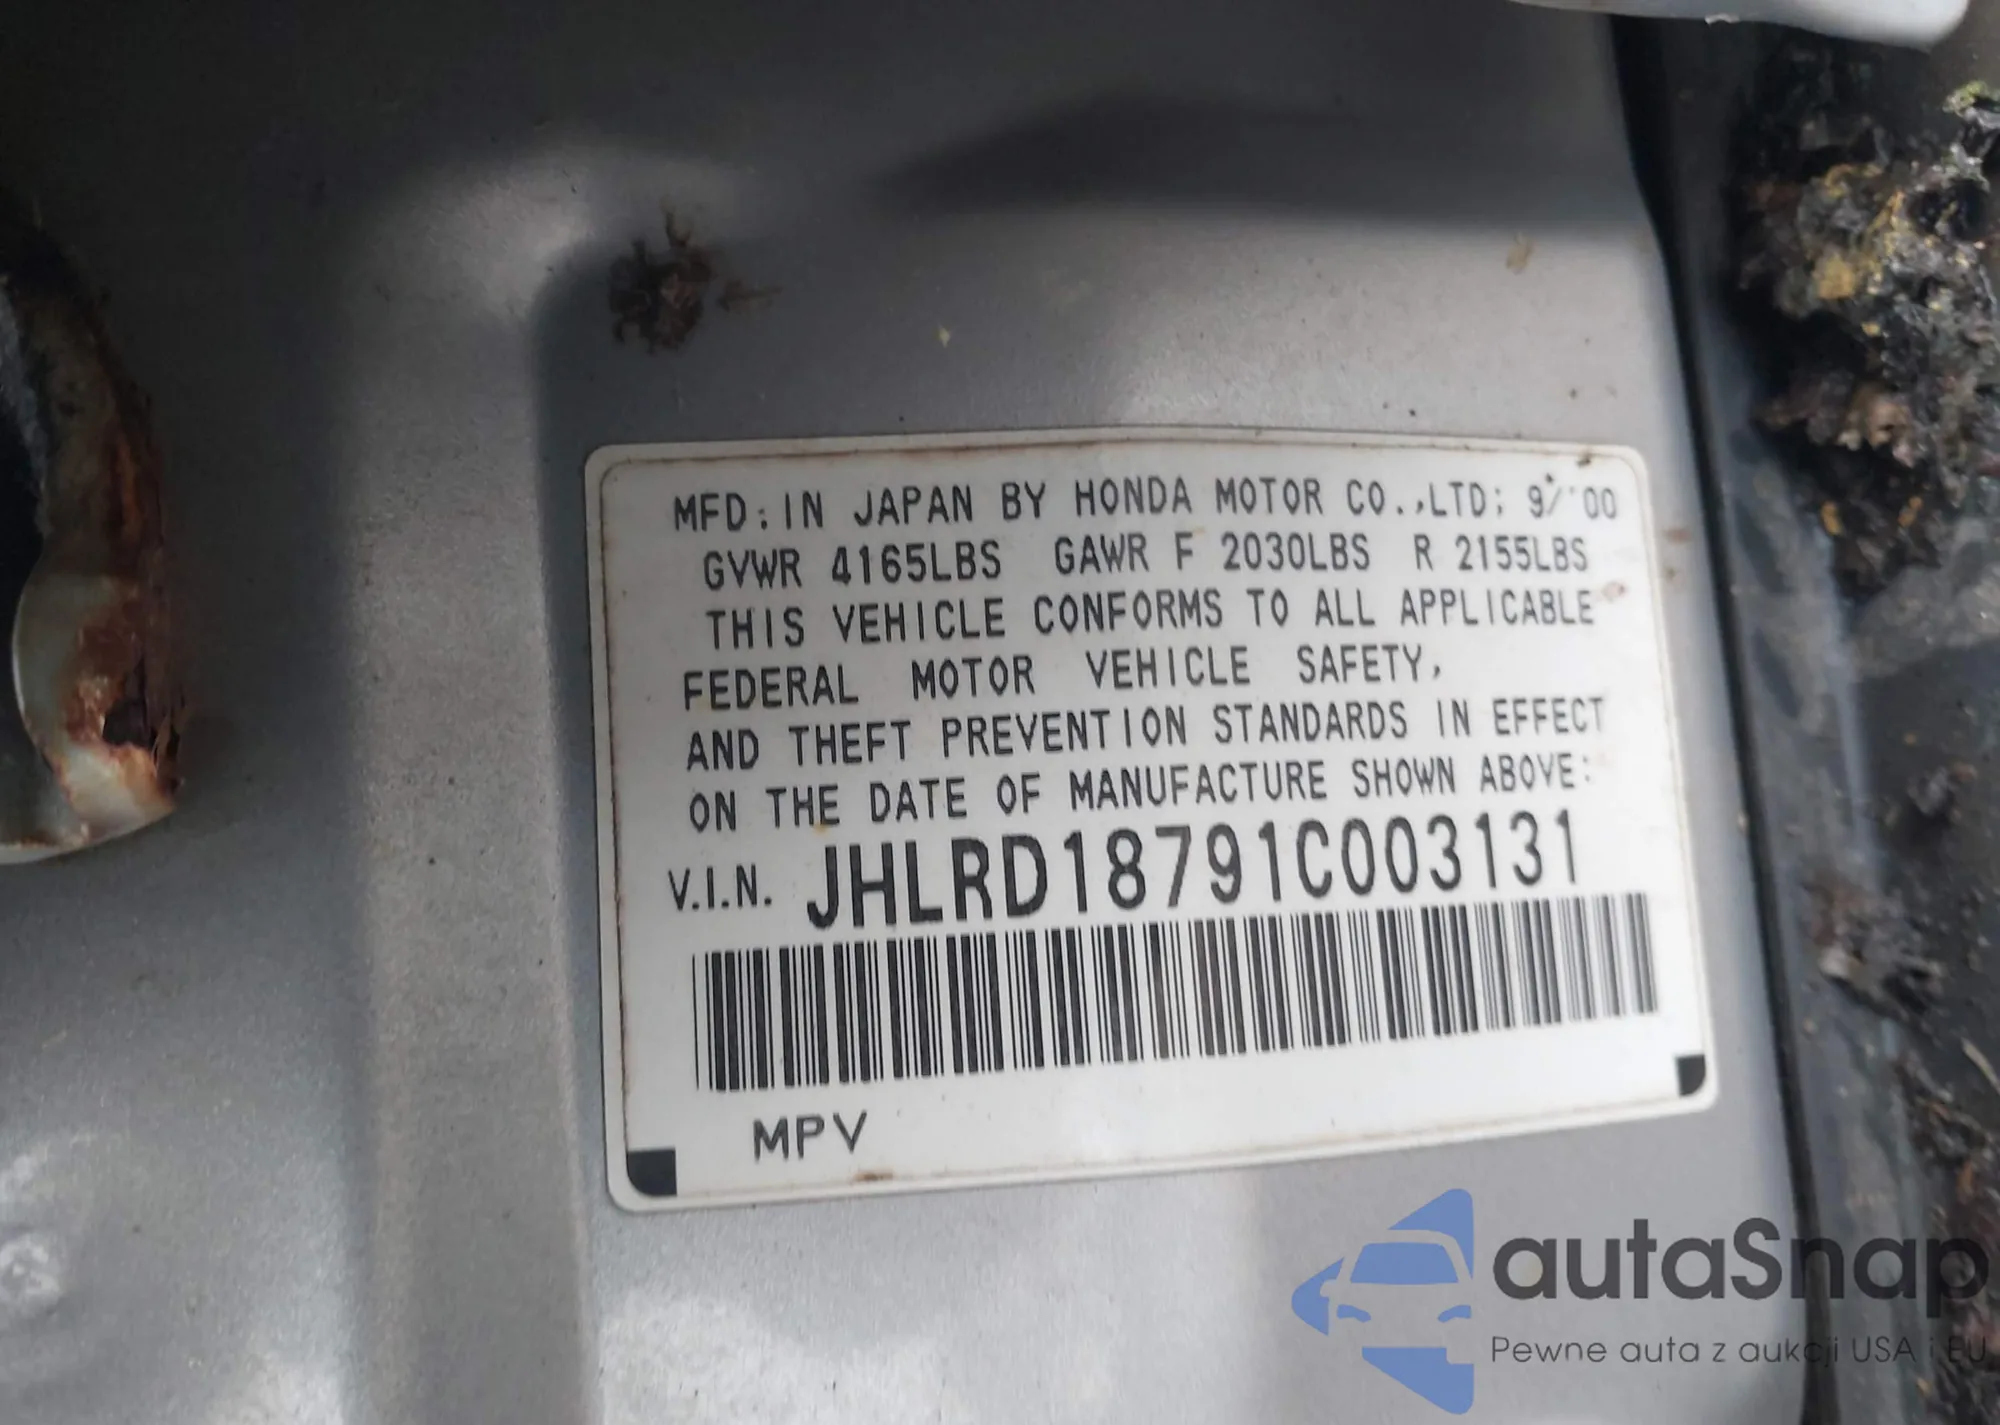 MFD: IN JAPAN BY HONDA MOTOR CO.,LTD; 9/'00
GVWR 4165LBS GAWR F 2030LBS R 2155LBS
THIS VEHICLE CONFORMS TO ALL APPLICABLE
FEDERAL MOTOR VEHICLE SAFETY,
AND THEFT PREVENTION STANDARDS IN EFFECT
ON THE DATE OF MANUFACTURE SHOWN ABOVE:
V.I.N. JHLRD18791C003131
MPV
autaSnap
Pewne auta z aukcji USA i EU